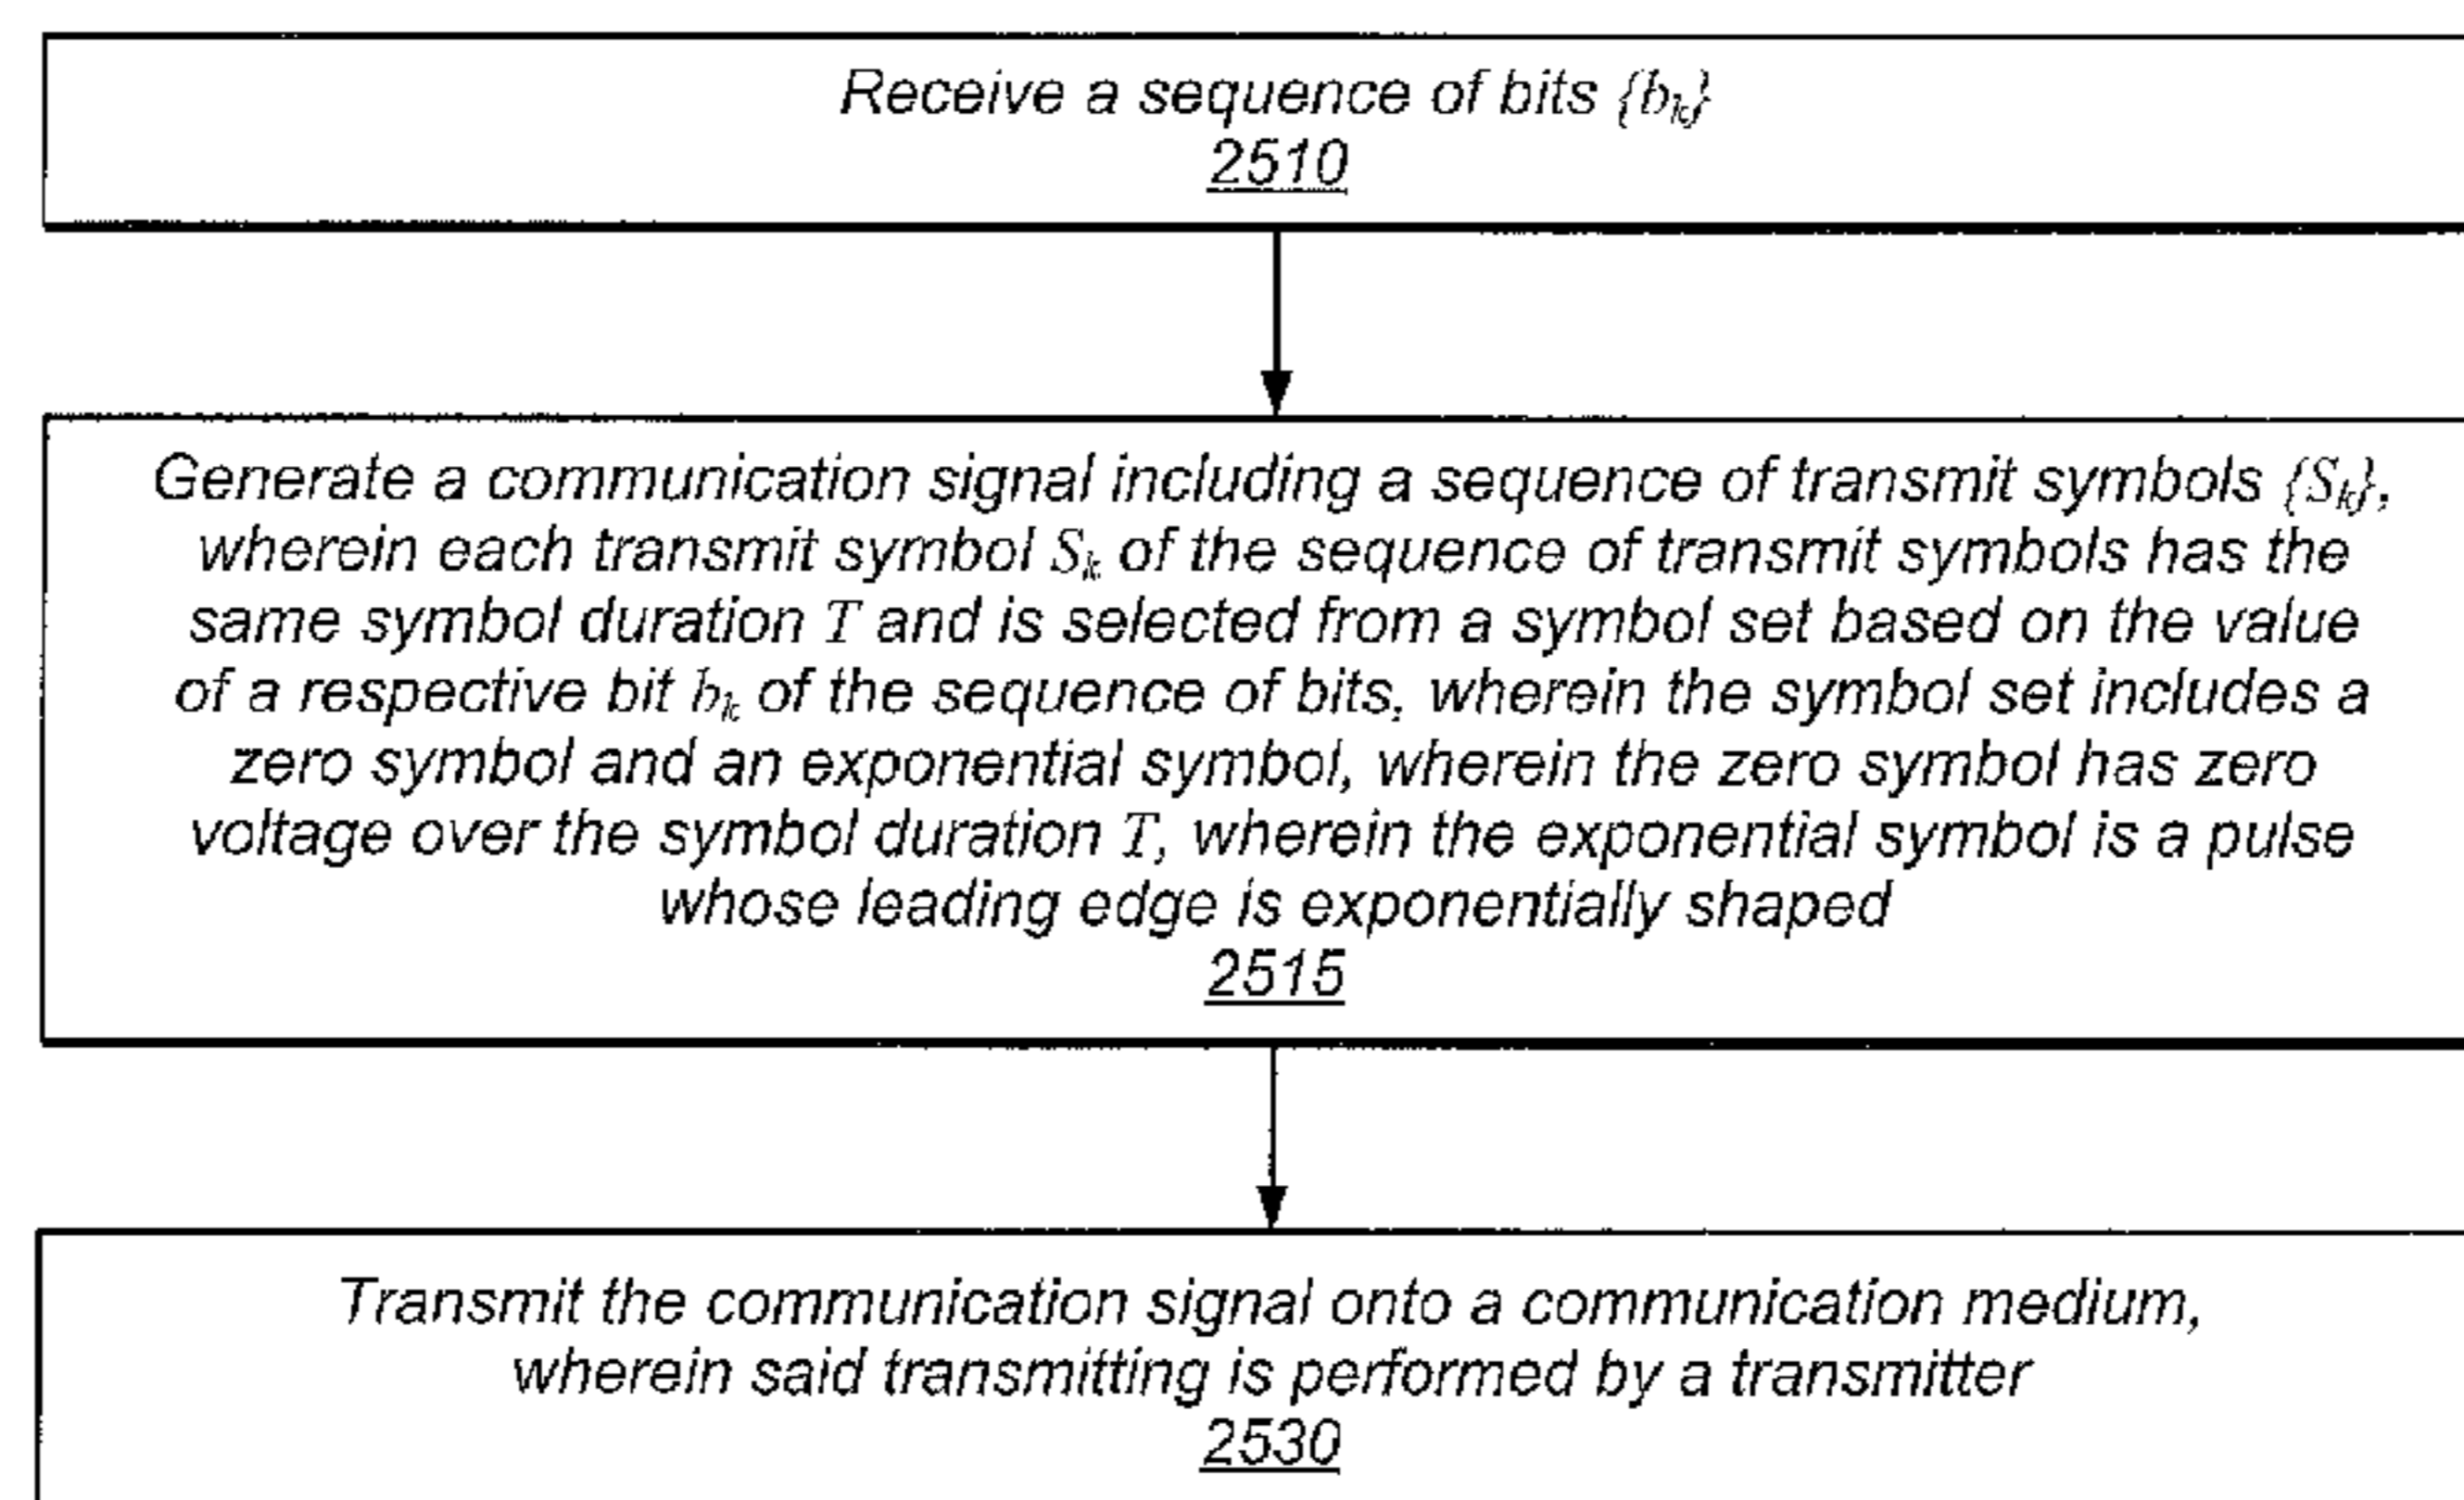 Receive a sequence of bits {bₖ}
2510
Generate a communication signal including a sequence of transmit symbols {Sₖ},
wherein each transmit symbol Sₖ of the sequence of transmit symbols has the
same symbol duration T and is selected from a symbol set based on the value
of a respective bit bₖ of the sequence of bits, wherein the symbol set includes a
zero symbol and an exponential symbol, wherein the zero symbol has zero
voltage over the symbol duration T, wherein the exponential symbol is a pulse
whose leading edge is exponentially shaped
2515
Transmit the communication signal onto a communication medium,
wherein said transmitting is performed by a transmitter
2530